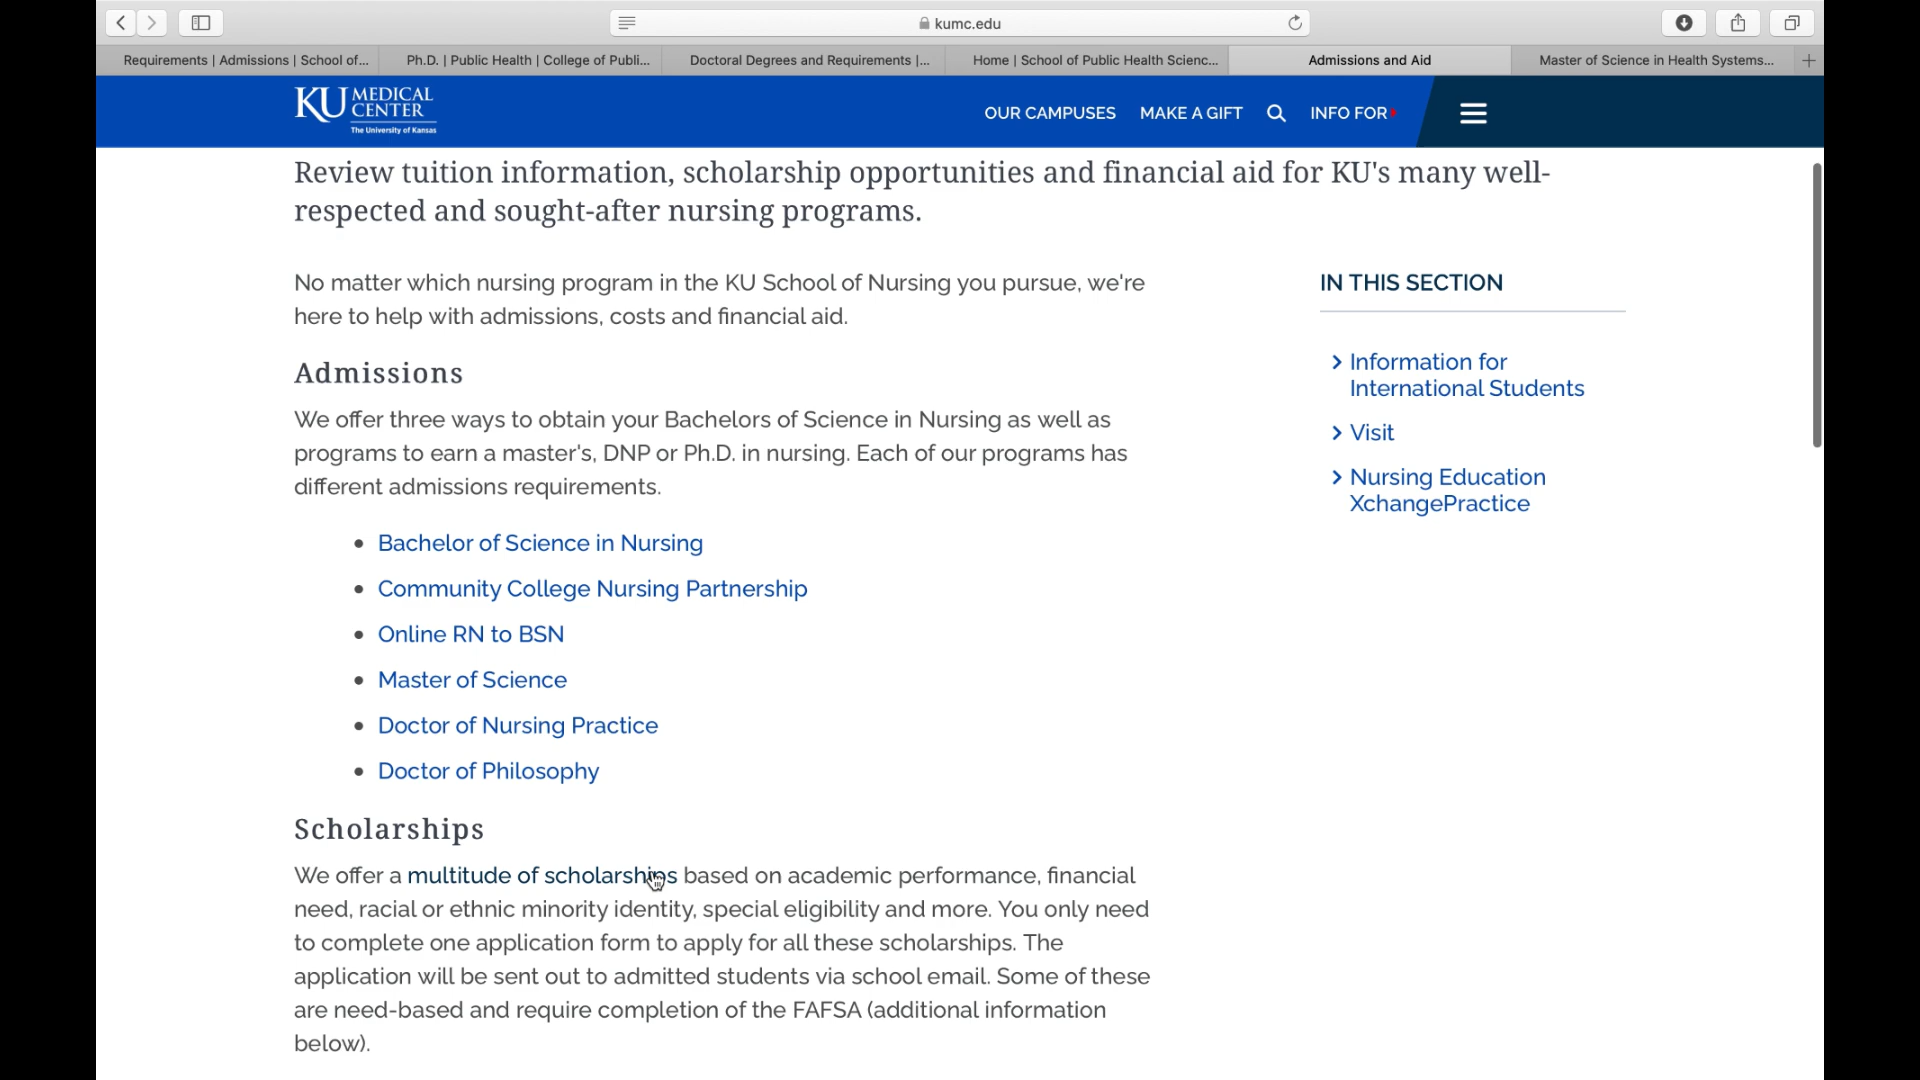 kumc.edu
Requirements | Admissions | School of...
Ph.D. | Public Health | College of Publi...
Doctoral Degrees and Requirements |...
Home | School of Public Health Scienc...
Admissions and Aid
Master of Science in Health Systems...
KU MEDICAL CENTER
The University of Kansas
OUR CAMPUSES
MAKE A GIFT
INFO FOR
Review tuition information, scholarship opportunities and financial aid for KU's many well-
respected and sought-after nursing programs.
No matter which nursing program in the KU School of Nursing you pursue, we're
here to help with admissions, costs and financial aid.
Admissions
We offer three ways to obtain your Bachelors of Science in Nursing as well as
programs to earn a master's, DNP or Ph.D. in nursing. Each of our programs has
different admissions requirements.
Bachelor of Science in Nursing
Community College Nursing Partnership
Online RN to BSN
Master of Science
Doctor of Nursing Practice
Doctor of Philosophy
Scholarships
We offer a multitude of scholarships based on academic performance, financial
need, racial or ethnic minority identity, special eligibility and more. You only need
to complete one application form to apply for all these scholarships. The
application will be sent out to admitted students via school email. Some of these
are need-based and require completion of the FAFSA (additional information
below).
IN THIS SECTION
Information for
International Students
Visit
Nursing Education
XchangePractice